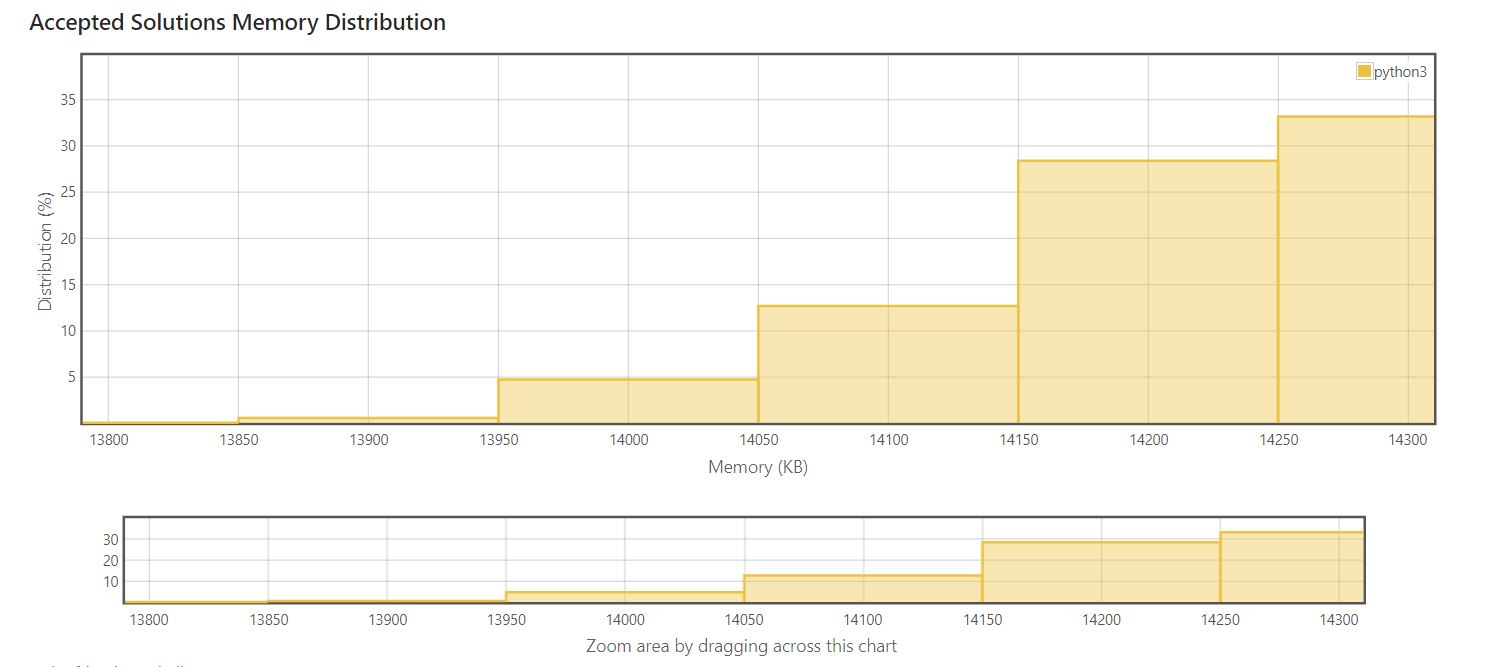 Accepted Solutions Memory Distribution
python3
35
30
25
20
15
10
5
Distribution (%)
13800 13850 13900 13950 14000 14050 14100 14150 14200 14250 14300
Memory (KB)
30
20
10
13800 13850 13900 13950 14000 14050 14100 14150 14200 14250 14300
Zoom area by dragging across this chart